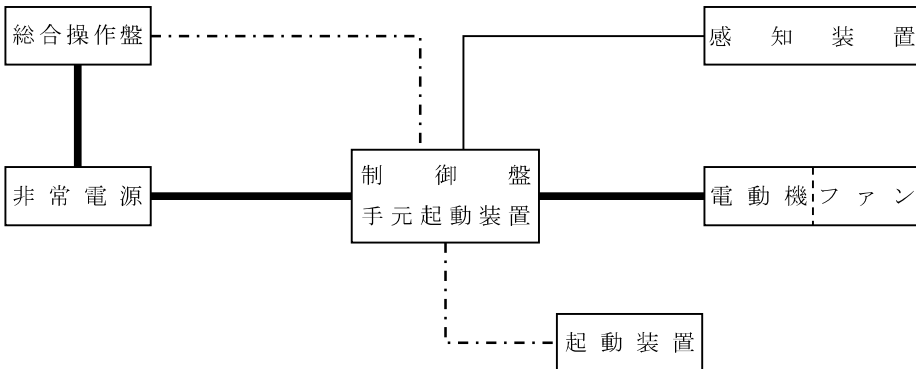 総合操作盤
感知装置
非常電源
制御盤
手元起動装置
電動機 ファン
起動装置